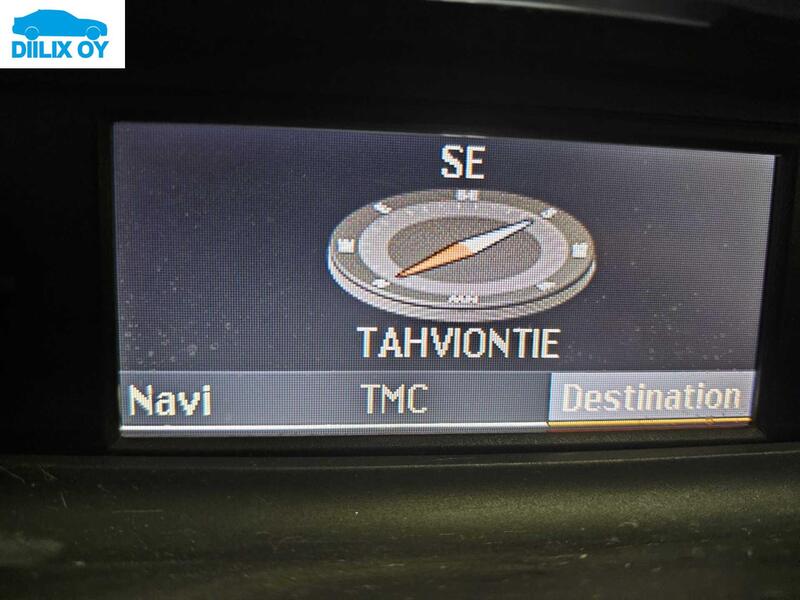 DIILIX OY
SE
TAHVIONTIE
Navi TMC Destination